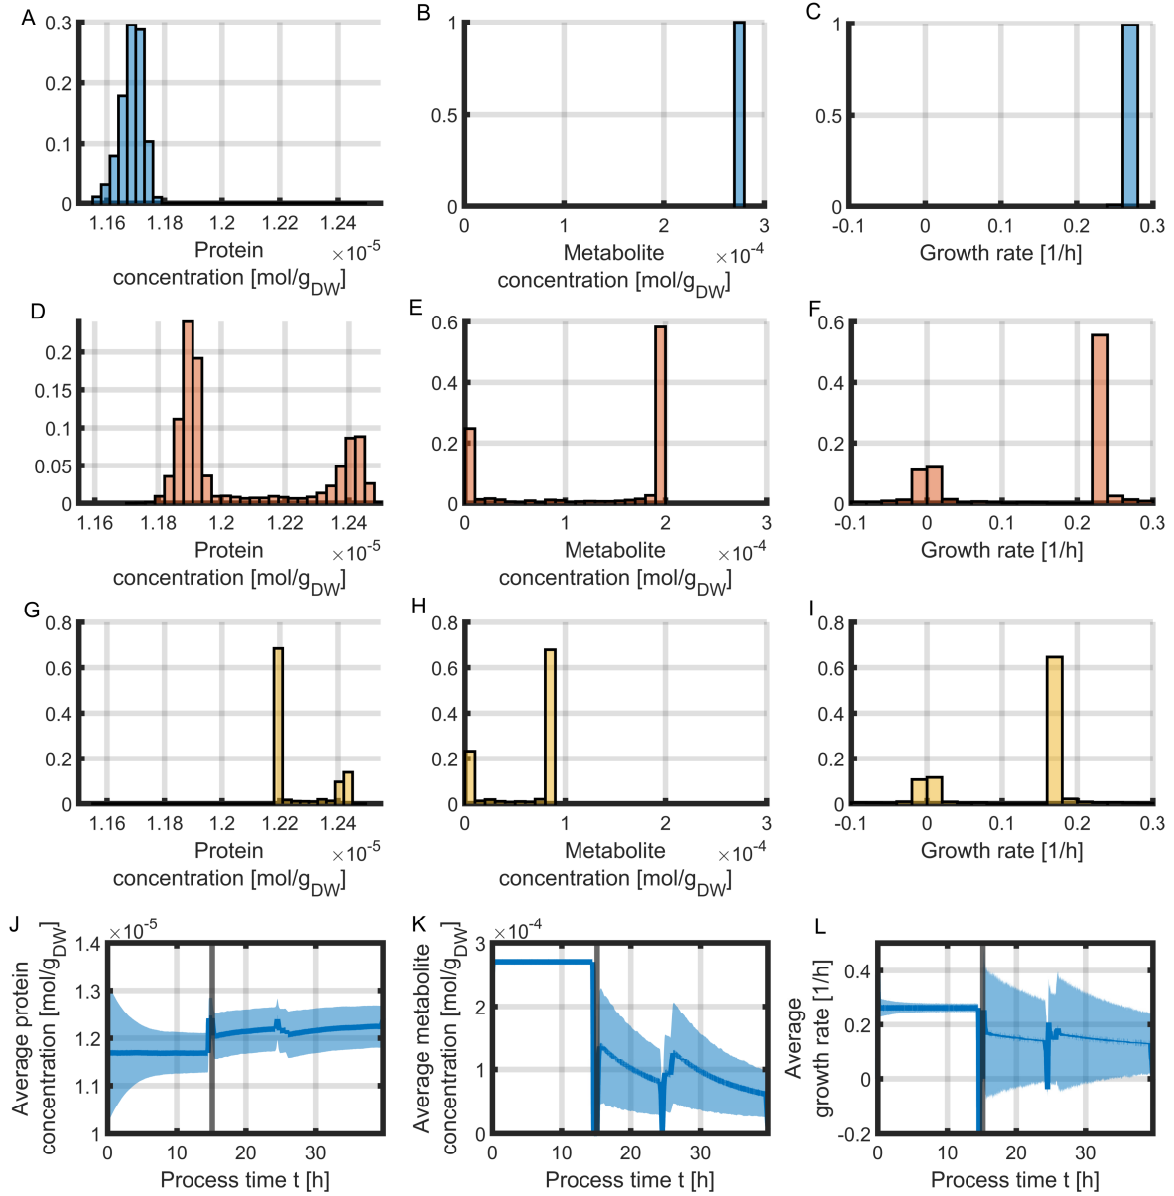 A
0.3
0.2
0.1
0
1.16 1.18 1.2 1.22 1.24
×10-5
Protein
concentration [mol/gDW]
B
1
0.5
0
0 1 2 3
×10-4
Metabolite
concentration [mol/gDW]
C
1
0.5
0
-0.1 0 0.1 0.2 0.3
Growth rate [1/h]
D
0.2
0.15
0.1
0.05
0
1.16 1.18 1.2 1.22 1.24
×10-5
Protein
concentration [mol/gDW]
E
0.6
0.4
0.2
0
0 1 2 3
×10-4
Metabolite
concentration [mol/gDW]
F
0.6
0.4
0.2
0
-0.1 0 0.1 0.2 0.3
Growth rate [1/h]
G
0.8
0.6
0.4
0.2
0
1.16 1.18 1.2 1.22 1.24
×10-5
Protein
concentration [mol/gDW]
H
0.8
0.6
0.4
0.2
0
0 1 2 3
×10-4
Metabolite
concentration [mol/gDW]
I
0.8
0.6
0.4
0.2
0
-0.1 0 0.1 0.2 0.3
Growth rate [1/h]
J
×10-5
Average protein
concentration [mol/gDW]
1.4
1.3
1.2
1.1
1
0 10 20 30
Process time t [h]
K
×10-4
Average metabolite
concentration [mol/gDW]
3
2
1
0
0 10 20 30
Process time t [h]
L
Average
growth rate [1/h]
0.4
0.2
0
-0.2
0 10 20 30
Process time t [h]